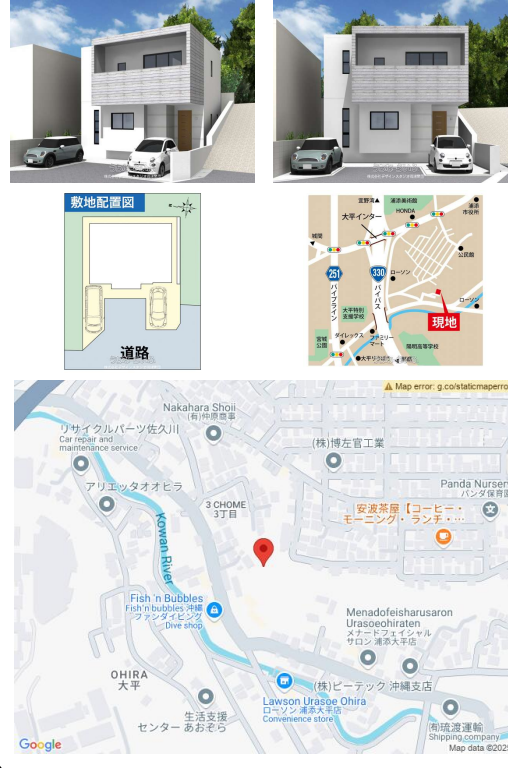 敷地配置図
道路
宜野湾▲
浦添美術館
浦添
市役所
大平インター
HONDA
城間
公民館
251
330
ローソン
バイパス
パイプライン
ローソン
現地
大平特別
支援学校
宮城
公園
ダイレックス
ファミリー
マート
陽明高等学校
那覇
Map error: g.co/staticmaperro
Nakahara Shoji
(有)仲原商事
リサイクルパーツ佐久川
Car repair and
maintenance service
(株)博左官工業
アリエッタオオヒラ
Panda Nursery
パンダ保育園
3 CHOME
3丁目
安波茶屋【コーヒー・
モーニング・ ランチ・…
Kowan River
Fish 'n Bubbles
Fish'n bubbles 沖縄
ファンダイビング
Dive shop
Menadofeisharusaron
Urasoeohiraten
メナードフェイシャル
サロン 浦添大平店
OHIRA
大平
(株)ピーテック 沖縄支店
Lawson Urasoe Ohira
ローソン 浦添大平店
Convenience store
生活支援
センター あおぞら
(有)琉渡運輸
Shipping company
Google
Map data ©2025